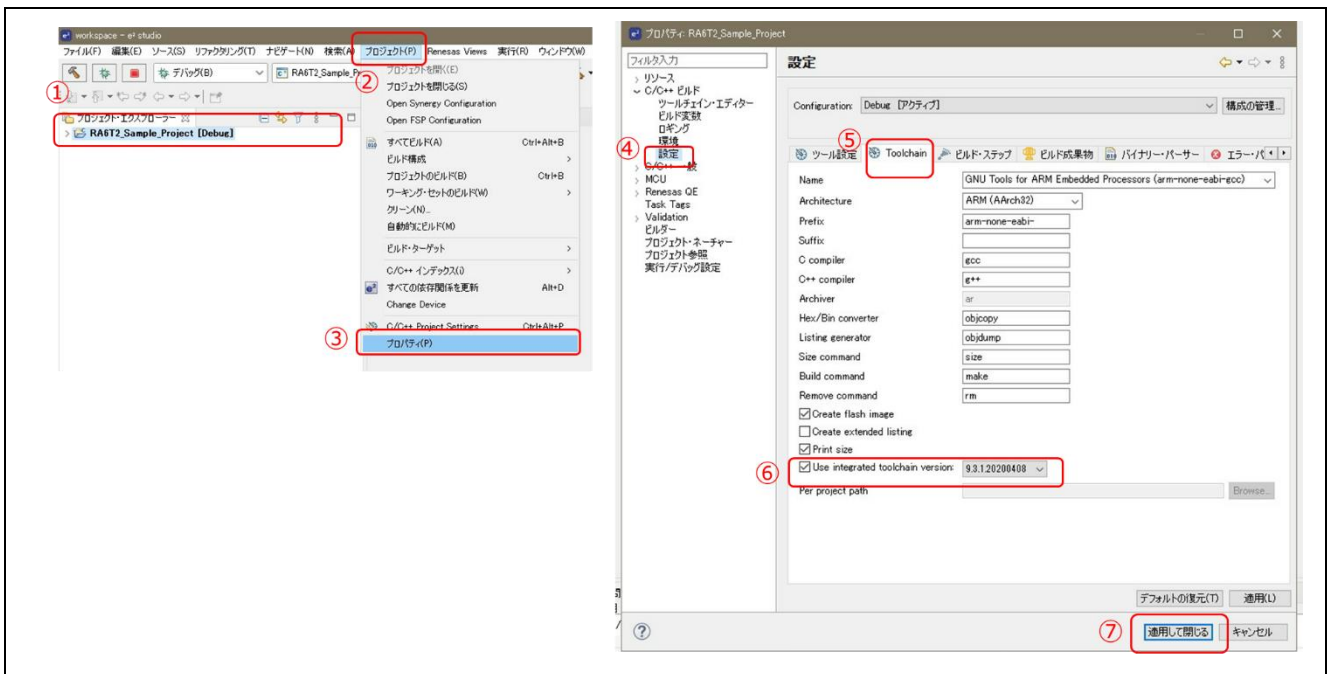 workspace - e² studio
ファイル(F) 編集(E) ソース(S) リファクタリング(T) ナビゲート(N) 検索(A) プロジェクト(P) Renesas Views 実行(R) ウィンドウ(W)
デバッグ(B) RA6T2_Sample_Pr
①
プロジェクト・エクスプローラー
RA6T2_Sample_Project [Debug]
②
プロジェクトを開く(E)
プロジェクトを閉じる(S)
Open Synergy Configuration
Open FSP Configuration
すべてビルド(A) Ctrl+Alt+B
ビルド構成
プロジェクトのビルド(B) Ctrl+B
ワーキング・セットのビルド(W)
クリーン(N)...
自動的にビルド(M)
ビルド・ターゲット
C/C++ インデックス(i)
すべての依存関係を更新 Alt+D
Change Device
C/C++ Project Settings Ctrl+Alt+P
③
プロパティ(P)
プロパティ: RA6T2_Sample_Project
フィルタ入力
リソース
C/C++ ビルド
ツールチェイン・エディター
ビルド変数
ロギング
環境
④
設定
C/C++ 一般
MCU
Renesas QE
Task Tags
Validation
ビルダー
プロジェクト・ネーチャー
プロジェクト参照
実行/デバッグ設定
設定
Configuration: Debug [アクティブ] 構成の管理...
⑤
ツール設定 Toolchain ビルド・ステップ ビルド成果物 バイナリー・パーサー エラー・パ
Name GNU Tools for ARM Embedded Processors (arm-none-eabi-gcc)
Architecture ARM (AArch32)
Prefix arm-none-eabi-
Suffix
C compiler gcc
C++ compiler g++
Archiver ar
Hex/Bin converter objcopy
Listing generator objdump
Size command size
Build command make
Remove command rm
Create flash image
Create extended listing
Print size
⑥
Use integrated toolchain version: 9.3.1.20200408
Per project path Browse...
デフォルトの復元(T) 適用(L)
⑦
適用して閉じる キャンセル